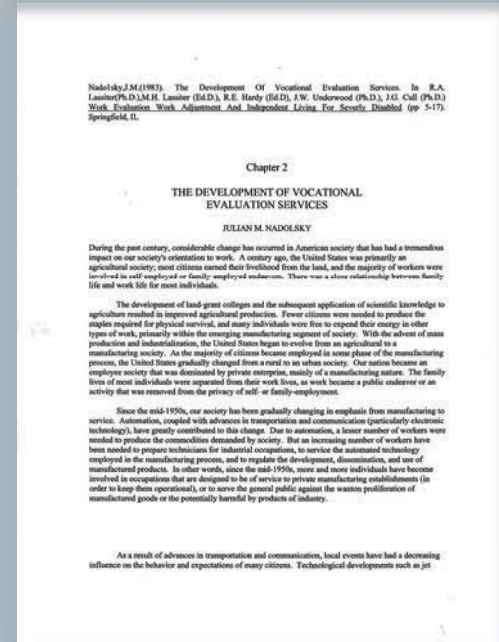 Nadolsky,J.M.(1983). The Development Of Vocational Evaluation Services. In R.A.
Lassiter(Ph.D.),M.H. Lassiter (Ed.D.), R.E. Hardy (Ed.D), J.W. Underwood (Ph.D.), J.G. Cull (Ph.D.)
Work Evaluation Work Adjustment And Independent Living For Severly Disabled (pp 5-17).
Springfield, IL
Chapter 2
THE DEVELOPMENT OF VOCATIONAL
EVALUATION SERVICES
JULIAN M. NADOLSKY
During the past century, considerable change has occurred in American society that has had a tremendous
impact on our society's orientation to work. A century ago, the United States was primarily an
agricultural society; most citizens earned their livelihood from the land, and the majority of workers were
involved in self-employed or family-employed endeavors. There was a close relationship between family
life and work life for most individuals.
The development of land-grant colleges and the subsequent application of scientific knowledge to
agriculture resulted in improved agricultural production. Fewer citizens were needed to produce the
staples required for physical survival, and many individuals were free to expend their energy in other
types of work, primarily within the emerging manufacturing segment of society. With the advent of mass
production and industrialization, the United States began to evolve from an agricultural to a
manufacturing society. As the majority of citizens became employed in some phase of the manufacturing
process, the United States gradually changed from a rural to an urban society. Our nation became an
employee society that was dominated by private enterprise, mainly of a manufacturing nature. The family
lives of most individuals were separated from their work lives, as work became a public endeavor or an
activity that was removed from the privacy of self- or family-employment.
Since the mid-1950s, our society has been gradually changing in emphasis from manufacturing to
service. Automation, coupled with advances in transportation and communication (particularly electronic
technology), have greatly contributed to this change. Due to automation, a lesser number of workers were
needed to produce the commodities demanded by society. But an increasing number of workers have
been needed to prepare technicians for industrial occupations, to service the automated technology
employed in the manufacturing process, and to regulate the development, dissemination, and use of
manufactured products. In other words, since the mid-1950s, more and more individuals have become
involved in occupations that are designed to be of service to private manufacturing establishments (in
order to keep them operational), or to serve the general public against the wanton proliferation of
manufactured goods or the potentially harmful by products of industry.
As a result of advances in transportation and communication, local events have had a decreasing
influence on the behavior and expectations of many citizens. Technological developments such as jet